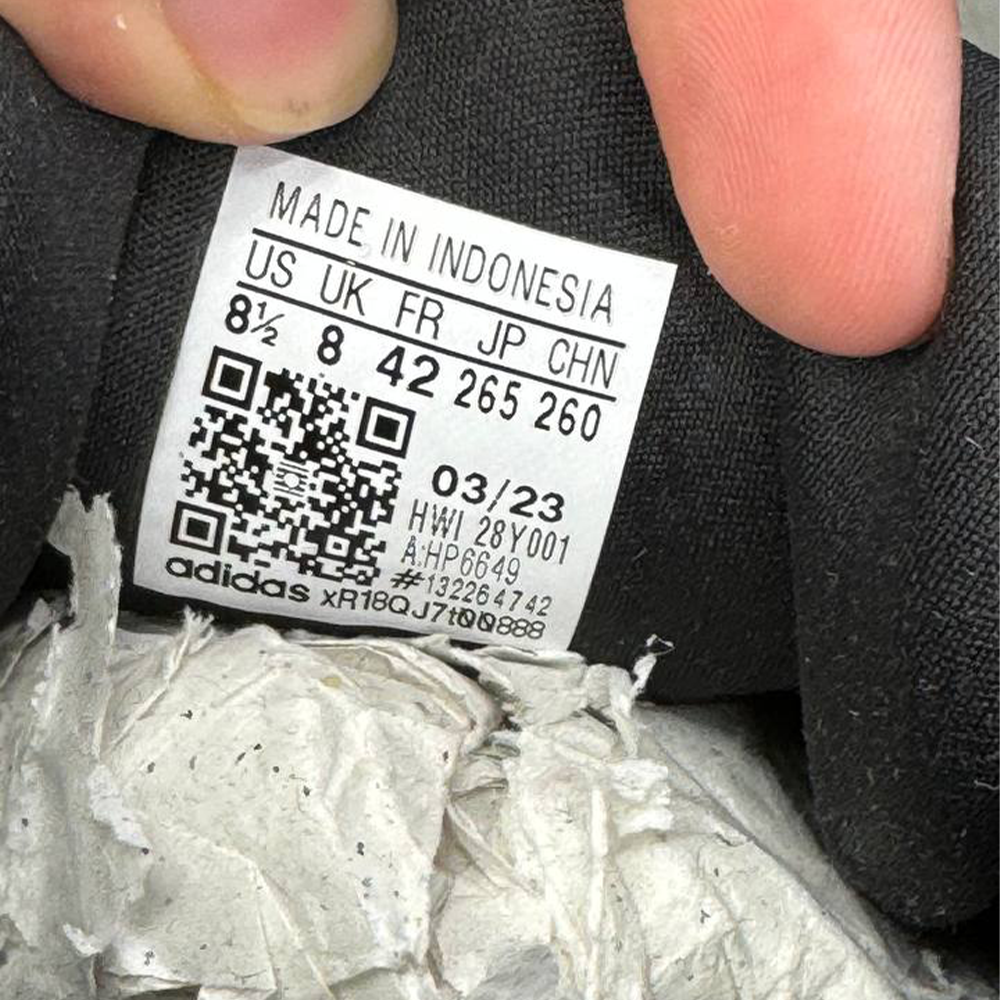 MADE IN INDONESIA
US UK FR JP CHN
8½ 8 42 265 260
03/23
HWI 28Y001
A:HP6649
#132264742
adidas xR18QJ7t00888